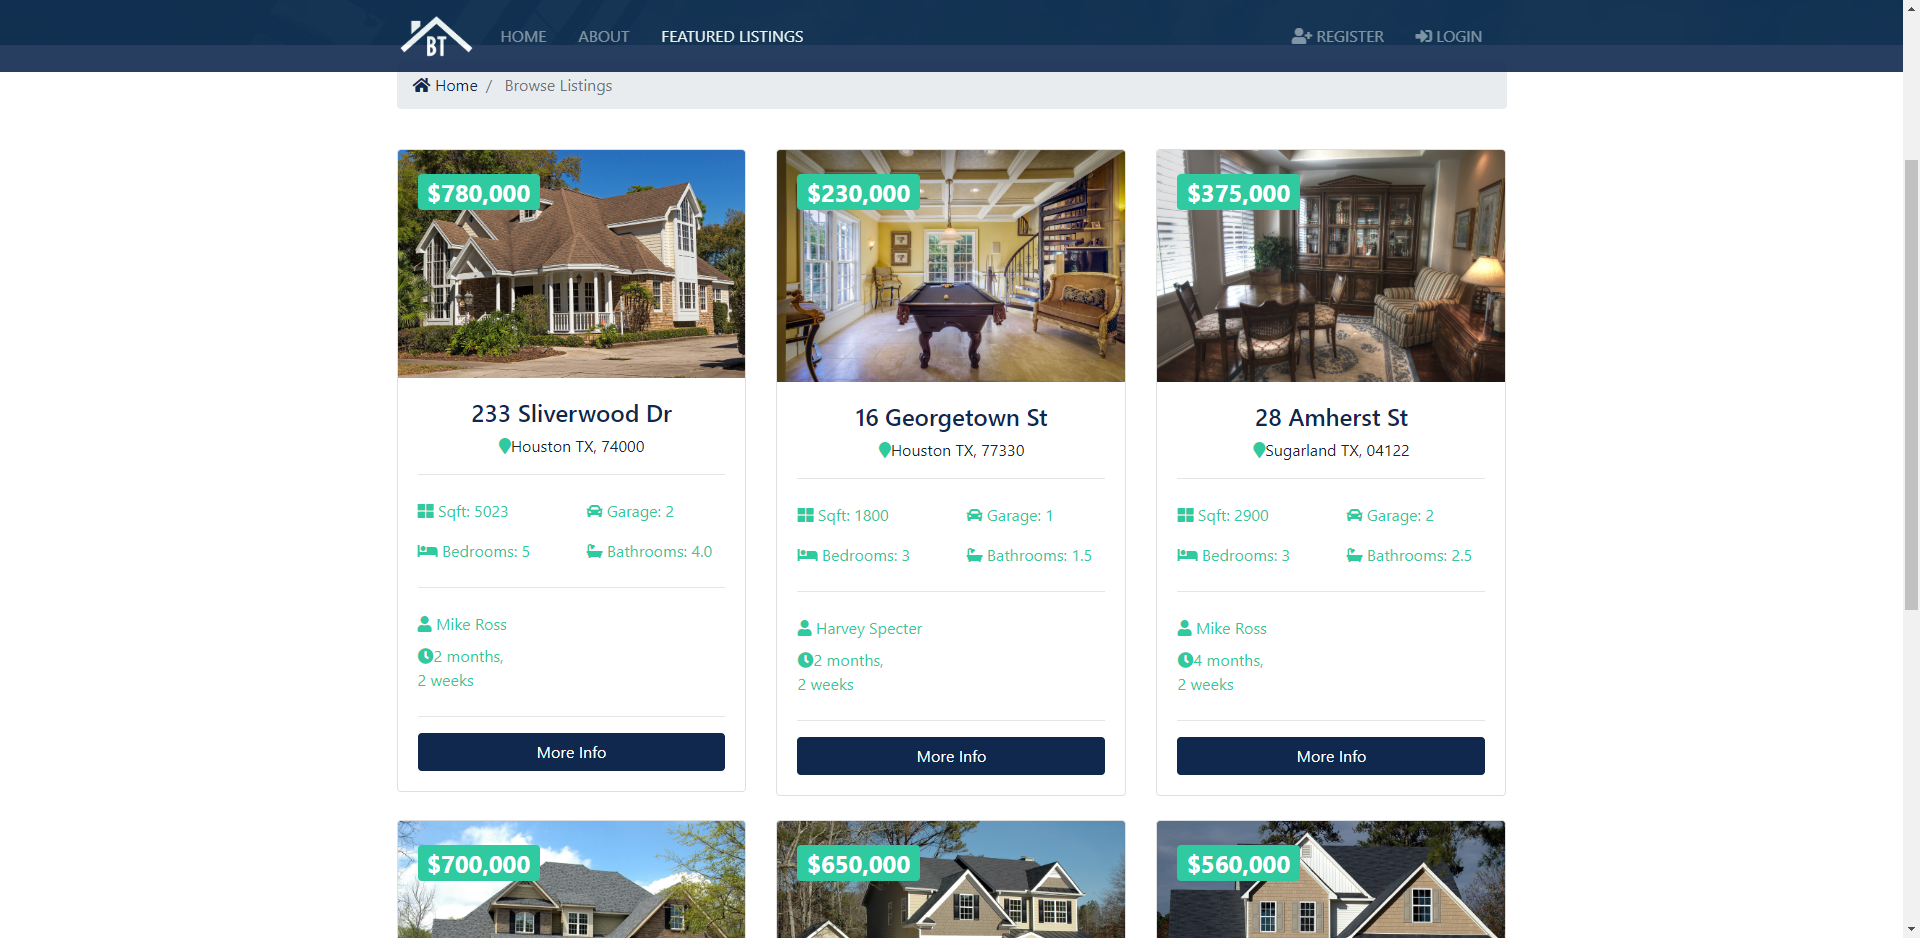 BT
HOME
ABOUT
FEATURED LISTINGS
REGISTER
LOGIN
Home / Browse Listings
$780,000
233 Sliverwood Dr
Houston TX, 74000
Sqft: 5023
Garage: 2
Bedrooms: 5
Bathrooms: 4.0
Mike Ross
2 months,
2 weeks
More Info
$230,000
16 Georgetown St
Houston TX, 77330
Sqft: 1800
Garage: 1
Bedrooms: 3
Bathrooms: 1.5
Harvey Specter
2 months,
2 weeks
More Info
$375,000
28 Amherst St
Sugarland TX, 04122
Sqft: 2900
Garage: 2
Bedrooms: 3
Bathrooms: 2.5
Mike Ross
4 months,
2 weeks
More Info
$700,000
$650,000
$560,000